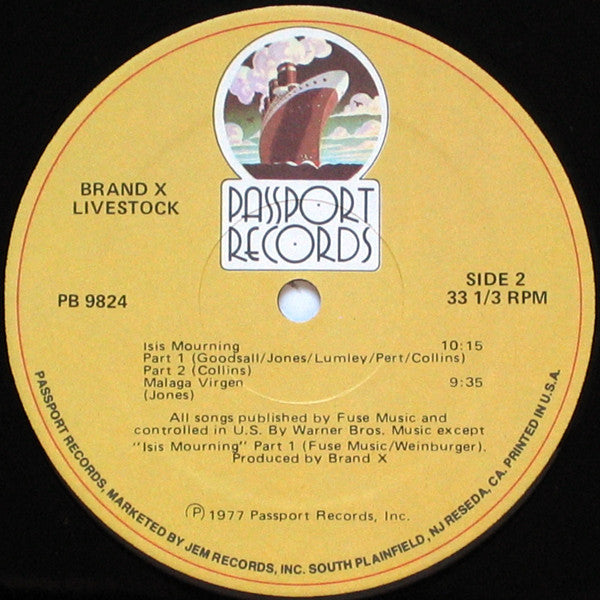 PASSPORT
RECORDS
BRAND X
LIVESTOCK
PB 9824
SIDE 2
33 1/3 RPM
Isis Mourning 10:15
Part 1 (Goodsall/Jones/Lumley/Pert/Collins)
Part 2 (Collins)
Malaga Virgen 9:35
(Jones)
All songs published by Fuse Music and
controlled in U.S. By Warner Bros. Music except
"Isis Mourning" Part 1 (Fuse Music/Weinburger).
Produced by Brand X
Ⓟ 1977 Passport Records, Inc.
PASSPORT RECORDS, MARKETED BY JEM RECORDS, INC. SOUTH PLAINFIELD, NJ RESEDA, CA. PRINTED IN U.S.A.